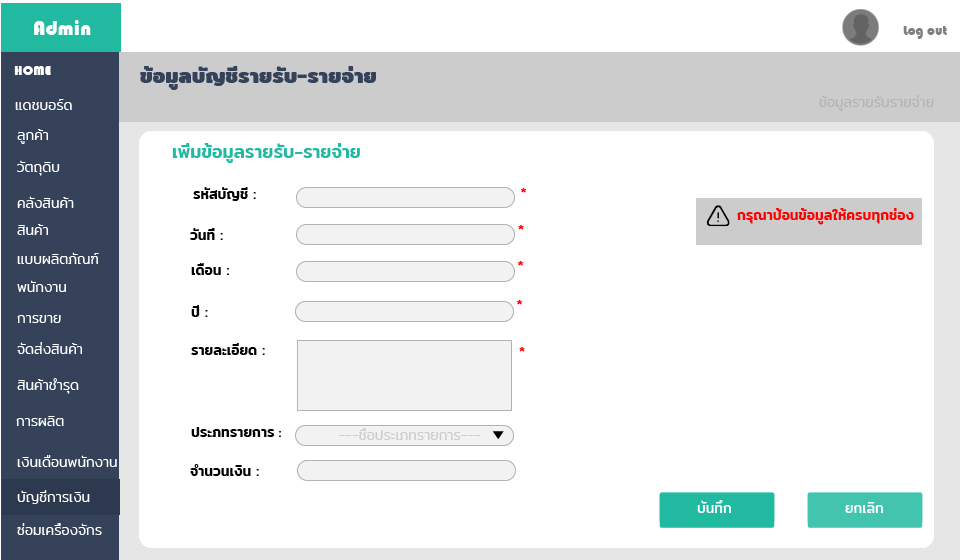 Admin
Log out
HOME
แดชบอร์ด
ลูกค้า
วัตถุดิบ
คลังสินค้า
สินค้า
แบบผลิตภัณฑ์
พนักงาน
การขาย
จัดส่งสินค้า
สินค้าชำรุด
การผลิต
เงินเดือนพนักงาน
บัญชีการเงิน
ซ่อมเครื่องจักร
ข้อมูลบัญชีรายรับ-รายจ่าย
ข้อมูลรายรับรายจ่าย
เพิ่มข้อมูลรายรับ-รายจ่าย
รหัสบัญชี : *
กรุณาป้อนข้อมูลให้ครบทุกช่อง
วันที่ : *
เดือน : *
ปี : *
รายละเอียด : *
ประเภทรายการ : ---ชื่อประเภทรายการ---
จำนวนเงิน :
บันทึก ยกเลิก